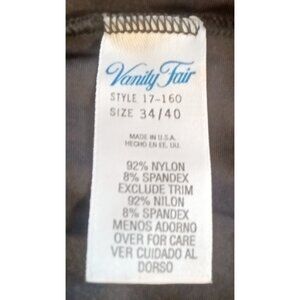 Vanity Fair
STYLE 17-160
SIZE 34/40
MADE IN U.S.A.
HECHO EN EE. UU.
92% NYLON
8% SPANDEX
EXCLUDE TRIM
92% NILON
8% SPANDEX
MENOS ADORNO
OVER FOR CARE
VER CUIDADO AL
DORSO